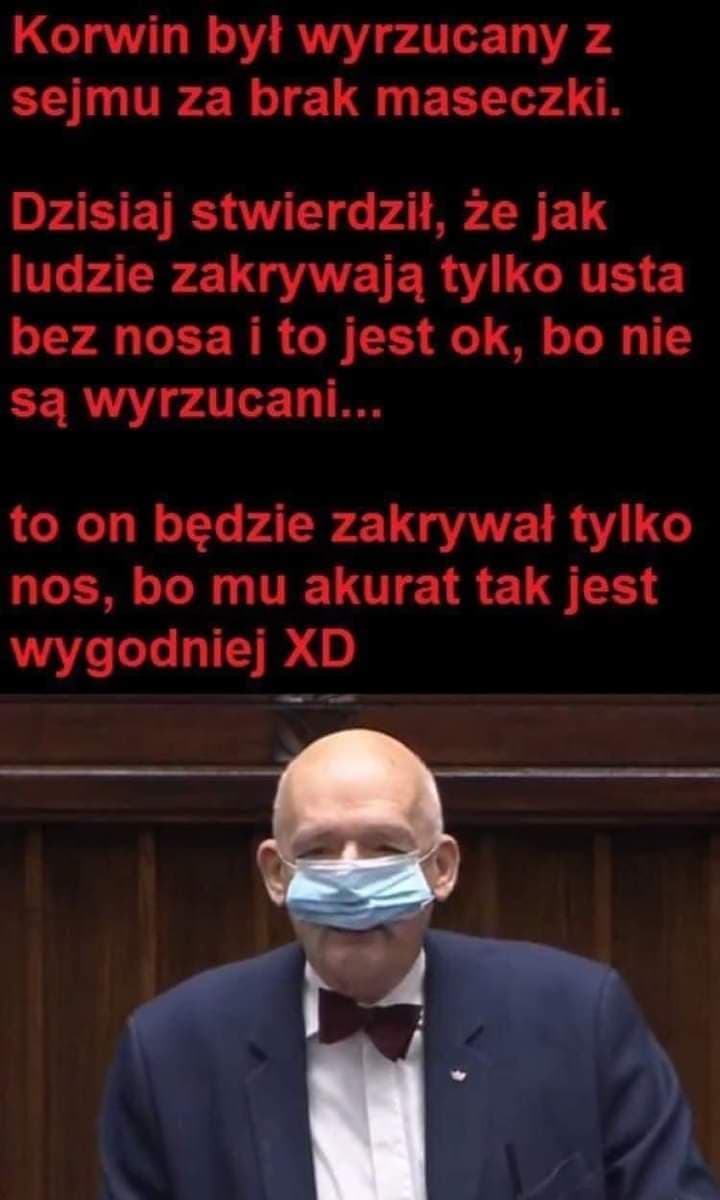 Korwin był wyrzucany z
sejmu za brak maseczki.
Dzisiaj stwierdził, że jak
ludzie zakrywają tylko usta
bez nosa i to jest ok, bo nie
są wyrzucani...
to on będzie zakrywał tylko
nos, bo mu akurat tak jest
wygodniej XD